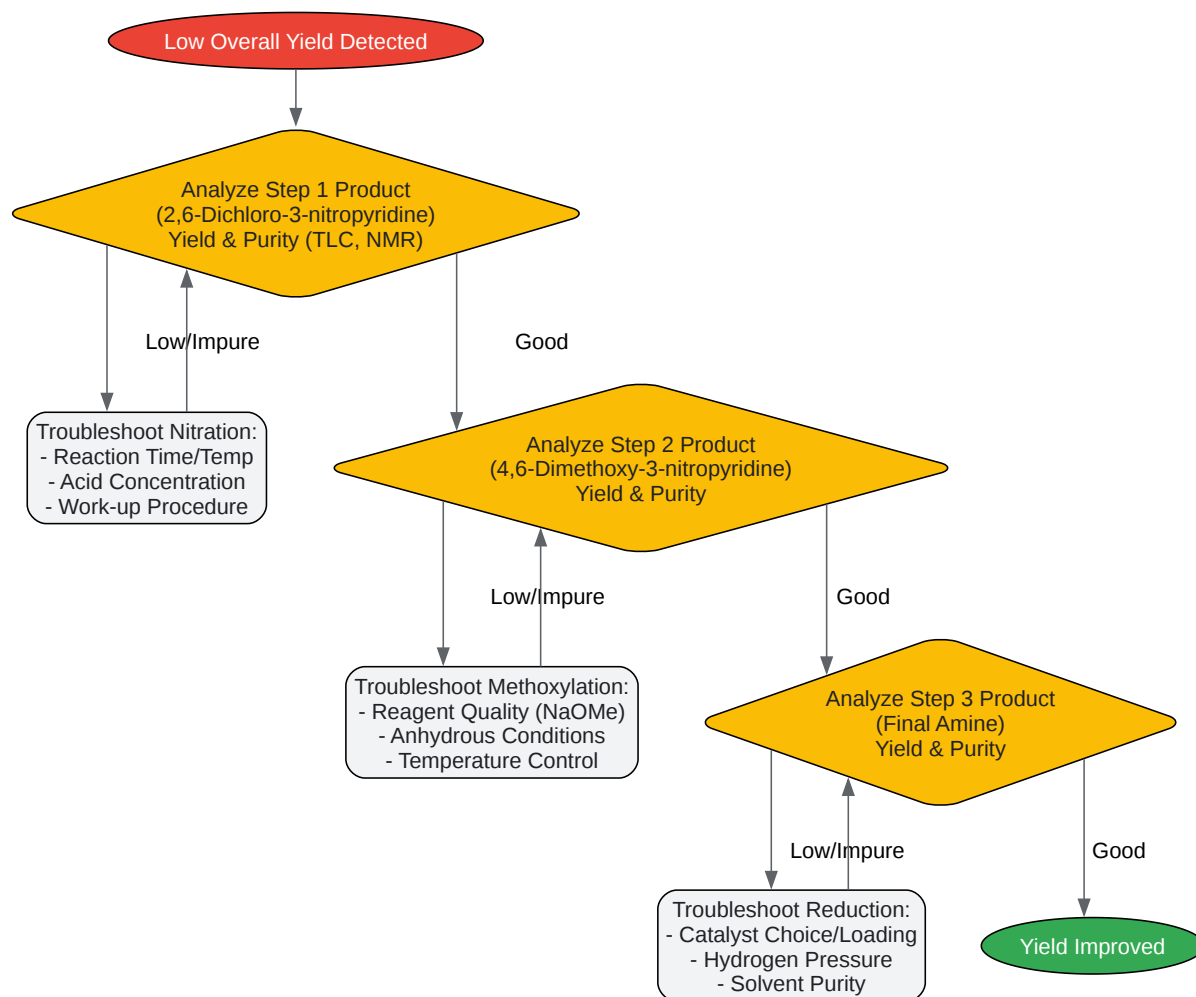 Low Overall Yield Detected
Analyze Step 1 Product
(2,6-Dichloro-3-nitropyridine)
Yield & Purity (TLC, NMR)
Low/Impure
Good
Troubleshoot Nitration:
- Reaction Time/Temp
- Acid Concentration
- Work-up Procedure
Analyze Step 2 Product
(4,6-Dimethoxy-3-nitropyridine)
Yield & Purity
Low/Impure
Good
Troubleshoot Methoxylation:
- Reagent Quality (NaOMe)
- Anhydrous Conditions
- Temperature Control
Analyze Step 3 Product
(Final Amine)
Yield & Purity
Low/Impure
Good
Troubleshoot Reduction:
- Catalyst Choice/Loading
- Hydrogen Pressure
- Solvent Purity
Yield Improved